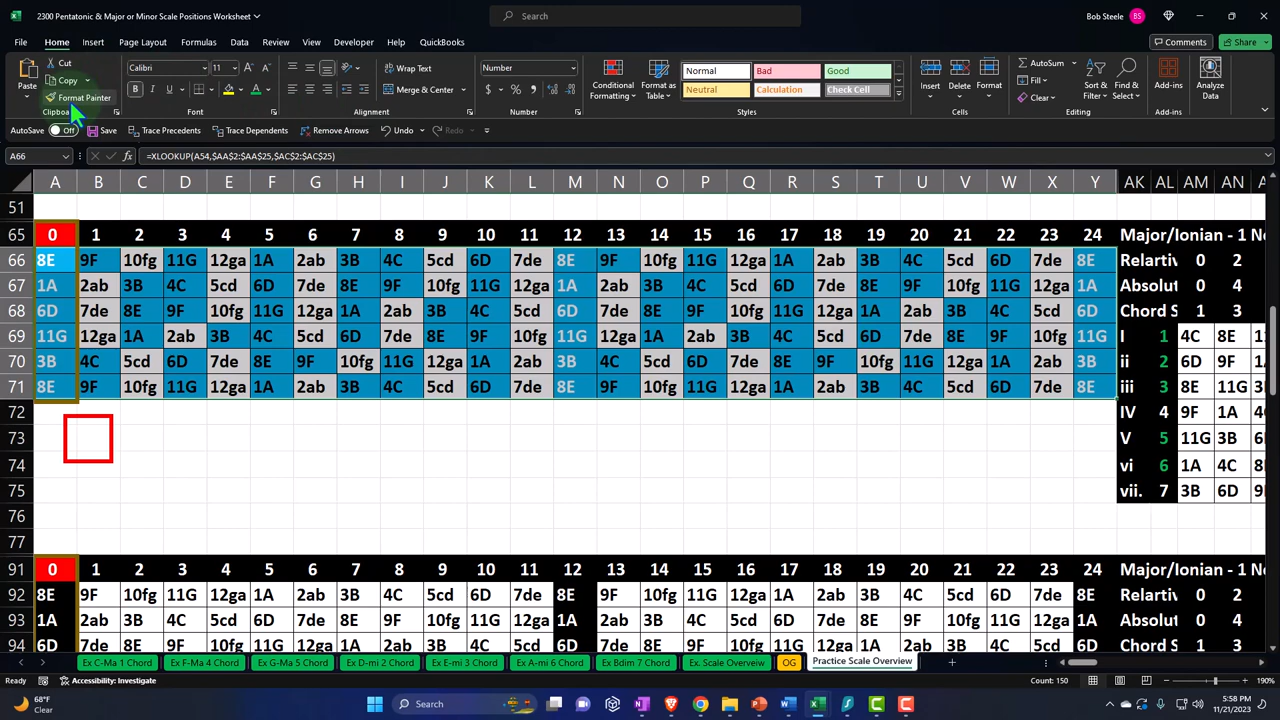 2300 Pentatonic & Major or Minor Scale Positions Worksheet
Search
Bob Steele BS
File Home Insert Page Layout Formulas Data Review View Developer Help QuickBooks
Comments Share
Cut
Copy
Format Painter
Paste
Clipboard
Calibri 11
B I U
Font
Wrap Text
Merge & Center
Alignment
Number
$ % ,
Number
Conditional Formatting
Format as Table
Normal Bad Good
Neutral Calculation Check Cell
Styles
Insert Delete Format
Cells
AutoSum
Fill
Clear
Sort & Filter
Find & Select
Editing
Add-ins
Add-ins
Analyze Data
AutoSave Off Save Trace Precedents Trace Dependents Remove Arrows Undo Redo
A66 fx =XLOOKUP(A54,$AA$2:$AA$25,$AC$2:$AC$25)
A B C D E F G H I J K L M N O P Q R S T U V W X Y AK AL AM AN
51
65 0 1 2 3 4 5 6 7 8 9 10 11 12 13 14 15 16 17 18 19 20 21 22 23 24 Major/Ionian - 1 No
66 8E 9F 10fg 11G 12ga 1A 2ab 3B 4C 5cd 6D 7de 8E 9F 10fg 11G 12ga 1A 2ab 3B 4C 5cd 6D 7de 8E Relartiv 0 2
67 1A 2ab 3B 4C 5cd 6D 7de 8E 9F 10fg 11G 12ga 1A 2ab 3B 4C 5cd 6D 7de 8E 9F 10fg 11G 12ga 1A Absolut 0 4
68 6D 7de 8E 9F 10fg 11G 12ga 1A 2ab 3B 4C 5cd 6D 7de 8E 9F 10fg 11G 12ga 1A 2ab 3B 4C 5cd 6D Chord S 1 3
69 11G 12ga 1A 2ab 3B 4C 5cd 6D 7de 8E 9F 10fg 11G 12ga 1A 2ab 3B 4C 5cd 6D 7de 8E 9F 10fg 11G I 1 4C 8E
70 3B 4C 5cd 6D 7de 8E 9F 10fg 11G 12ga 1A 2ab 3B 4C 5cd 6D 7de 8E 9F 10fg 11G 12ga 1A 2ab 3B ii 2 6D 9F
71 8E 9F 10fg 11G 12ga 1A 2ab 3B 4C 5cd 6D 7de 8E 9F 10fg 11G 12ga 1A 2ab 3B 4C 5cd 6D 7de 8E iii 3 8E 11G
72 IV 4 9F 1A
73 V 5 11G 3B
74 vi 6 1A 4C
75 vii. 7 3B 6D
76
77
91 0 1 2 3 4 5 6 7 8 9 10 11 12 13 14 15 16 17 18 19 20 21 22 23 24 Major/Ionian - 1 No
92 8E 9F 10fg 11G 12ga 1A 2ab 3B 4C 5cd 6D 7de 8E 9F 10fg 11G 12ga 1A 2ab 3B 4C 5cd 6D 7de 8E Relartiv 0 2
93 1A 2ab 3B 4C 5cd 6D 7de 8E 9F 10fg 11G 12ga 1A 2ab 3B 4C 5cd 6D 7de 8E 9F 10fg 11G 12ga 1A Absolut 0 4
94 6D 7de 8E 9F 10fg 11G 12ga 1A 2ab 3B 4C 5cd 6D 7de 8E 9F 10fg 11G 12ga 1A 2ab 3B 4C 5cd 6D Chord S 1 3
Ex C-Ma 1 Chord Ex F-Ma 4 Chord Ex G-Ma 5 Chord Ex D-mi 2 Chord Ex E-mi 3 Chord Ex A-mi 6 Chord Ex Bdim 7 Chord Ex. Scale Overveiw OG Practice Scale Overview
Ready Accessibility: Investigate Count: 150 190%
68°F
Clear
Search
5:58 PM
11/21/2023